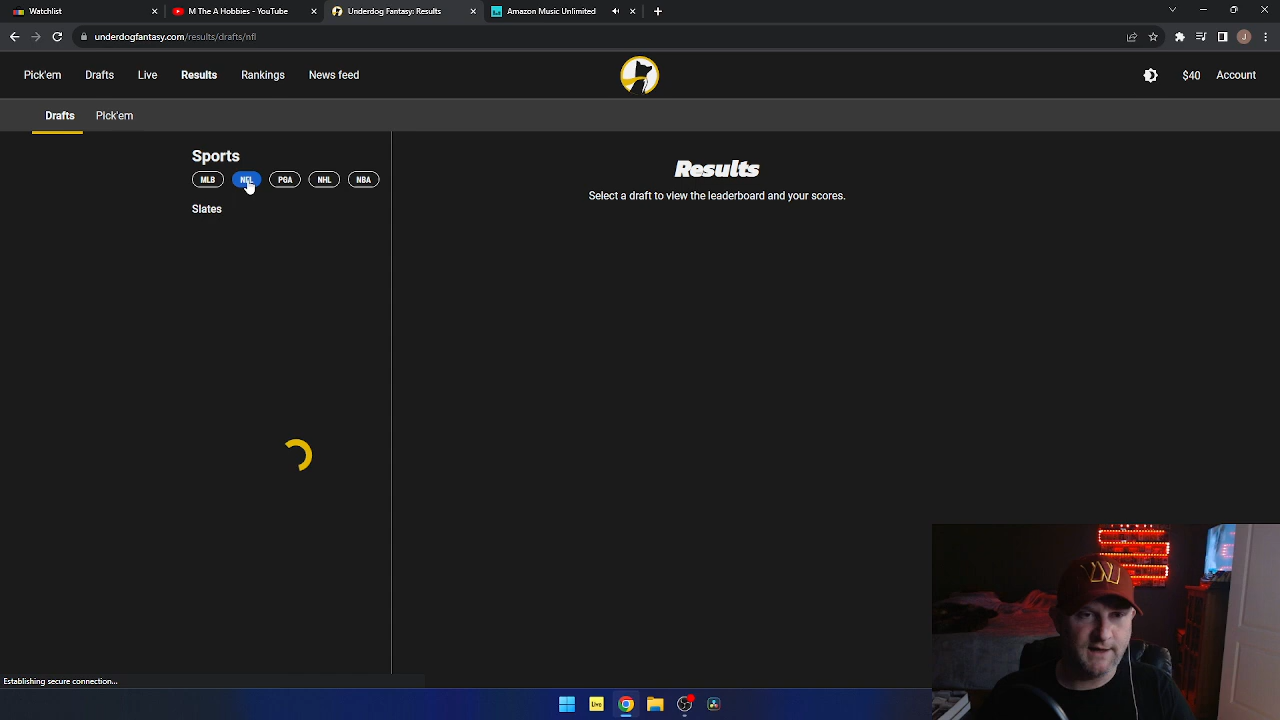 Watchlist
M The A Hobbies - YouTube
Underdog Fantasy: Results
Amazon Music Unlimited
underdogfantasy.com/results/drafts/nfl
J
Pick'em
Drafts
Live
Results
Rankings
News feed
$40
Account
Drafts
Pick'em
Sports
MLB
NFL
PGA
NHL
NBA
Slates
Results
Select a draft to view the leaderboard and your scores.
Establishing secure connection...
Live